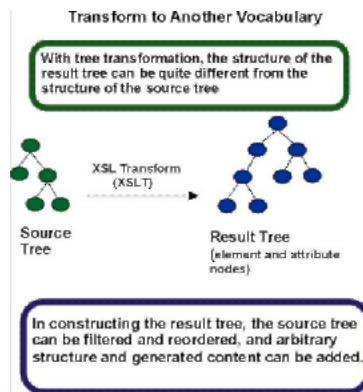 Transform to Another Vocabulary
With tree transformation, the structure of the
result tree can be quite different from the
structure of the source tree
XSL Transform
(XSLT)
Source
Tree
Result Tree
(element and attribute
nodes)
In constructing the result tree, the source tree
can be filtered and reordered, and arbitrary
structure and generated content can be added.